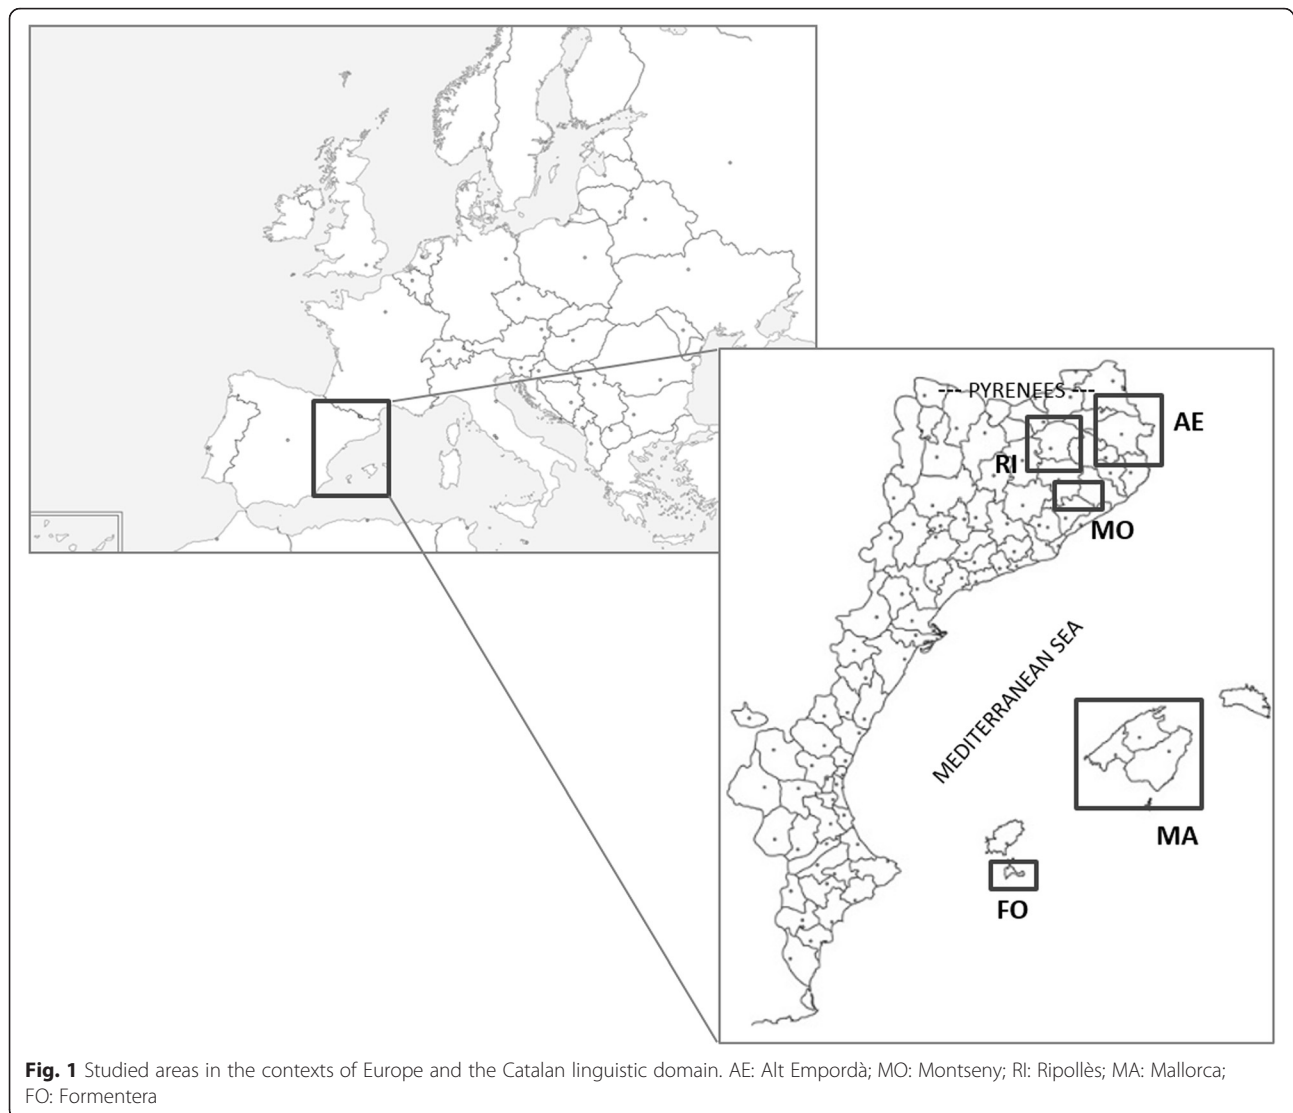 --- PYRENEES----
AE
RI
MO
MEDITERRANEAN SEA
MA
FO
Fig. 1 Studied areas in the contexts of Europe and the Catalan linguistic domain. AE: Alt Empordà; MO: Montseny; RI: Ripollès; MA: Mallorca;
FO: Formentera